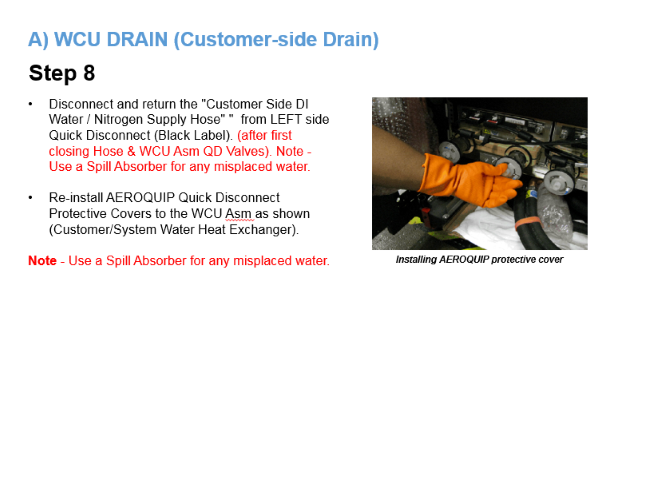 A) WCU DRAIN (Customer-side Drain)
Step 8
• Disconnect and return the "Customer Side DI
Water / Nitrogen Supply Hose" " from LEFT side
Quick Disconnect (Black Label). (after first
closing Hose & WCU Asm QD Valves). Note -
Use a Spill Absorber for any misplaced water.
• Re-install AEROQUIP Quick Disconnect
Protective Covers to the WCU Asm as shown
(Customer/System Water Heat Exchanger).
Note - Use a Spill Absorber for any misplaced water.
Installing AEROQUIP protective cover